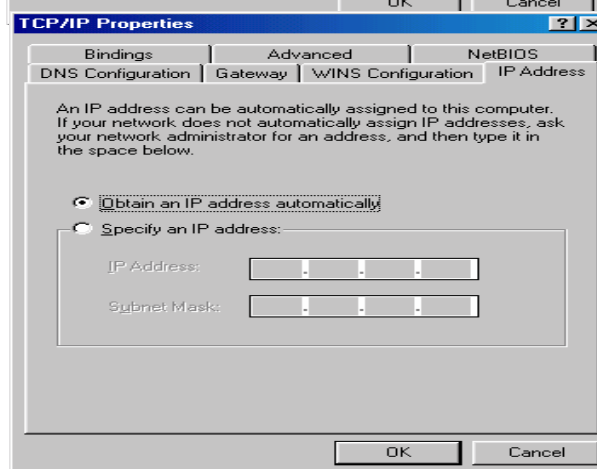 OK Cancel
TCP/IP Properties ? ×
Bindings Advanced NetBIOS
DNS Configuration Gateway WINS Configuration IP Address
An IP address can be automatically assigned to this computer.
If your network does not automatically assign IP addresses, ask
your network administrator for an address, and then type it in
the space below.
Obtain an IP address automatically
Specify an IP address:
IP Address: . . .
Subnet Mask: . . .
OK Cancel